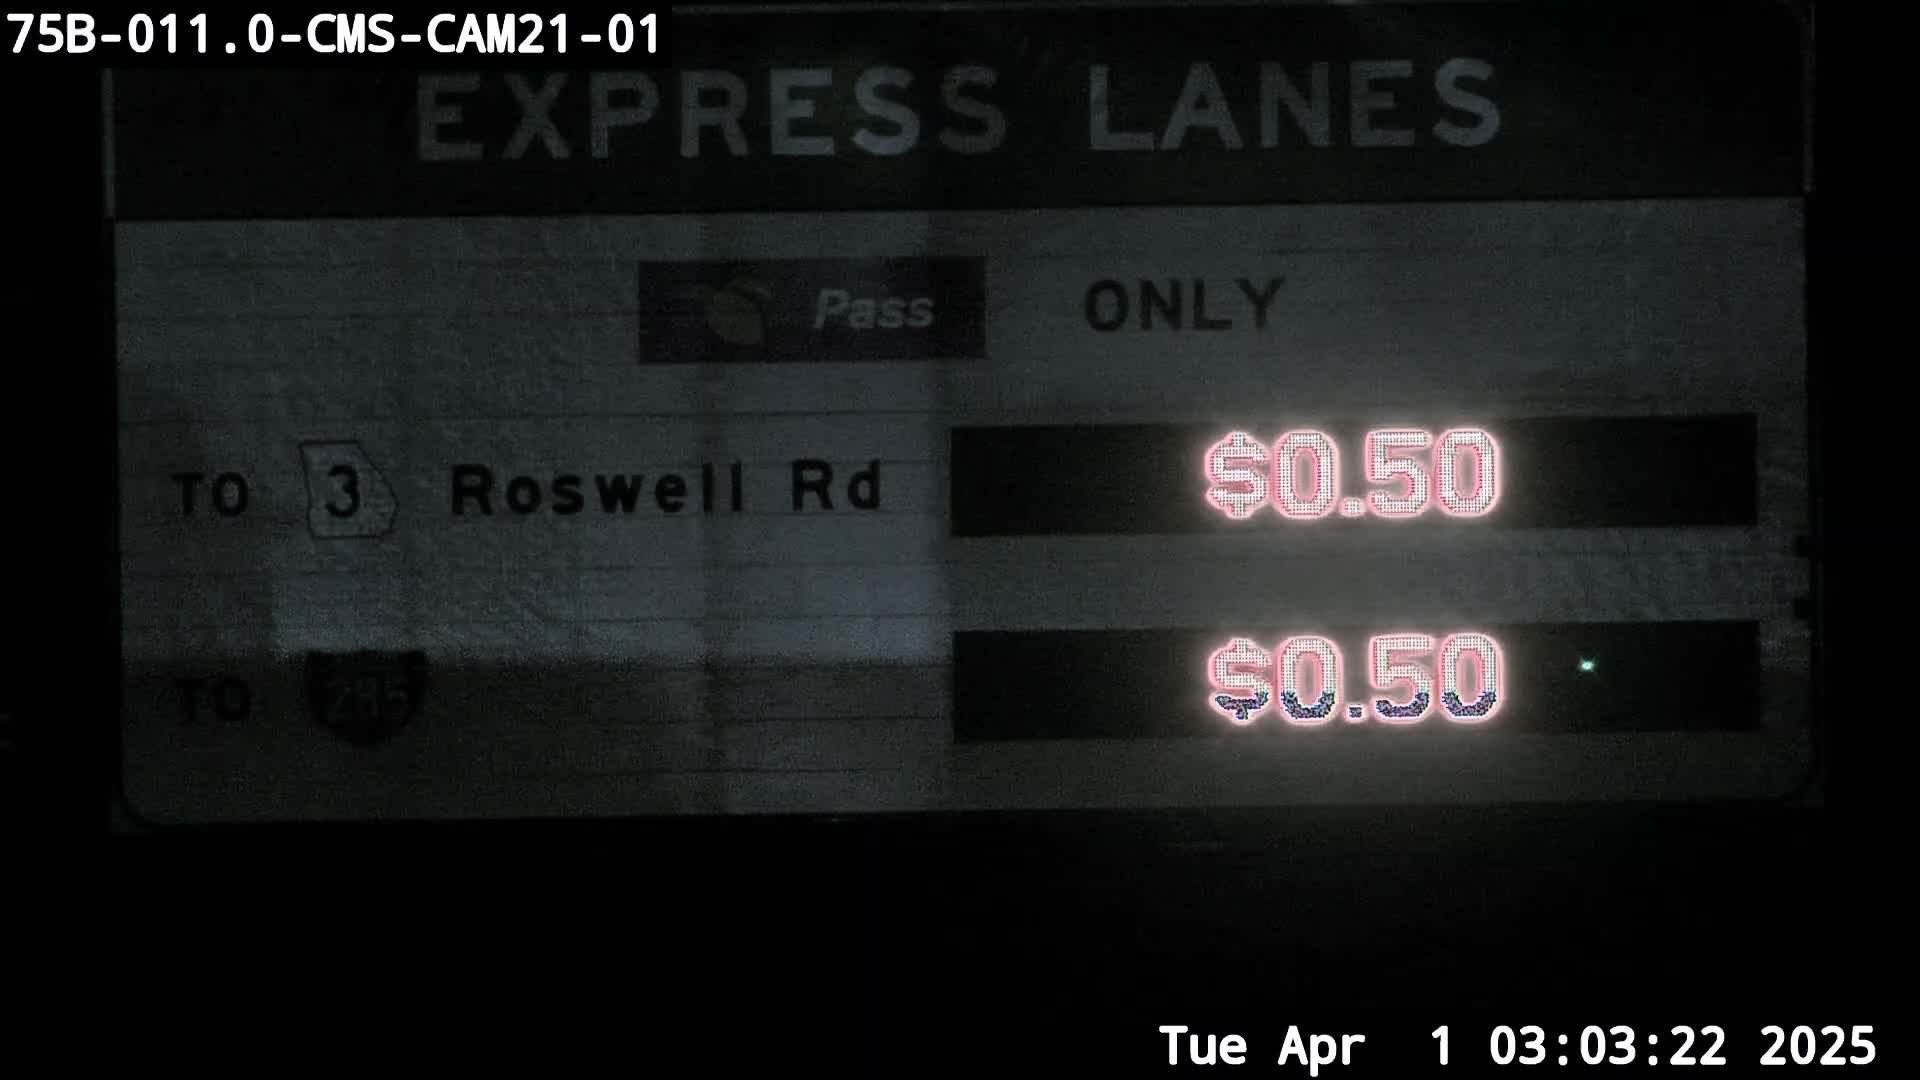 75B-011.0-CMS-CAM21-01
EXPRESS LANES
Pass ONLY
TO 3 Roswell Rd $0.50
TO 285 $0.50
Tue Apr 1 03:03:22 2025